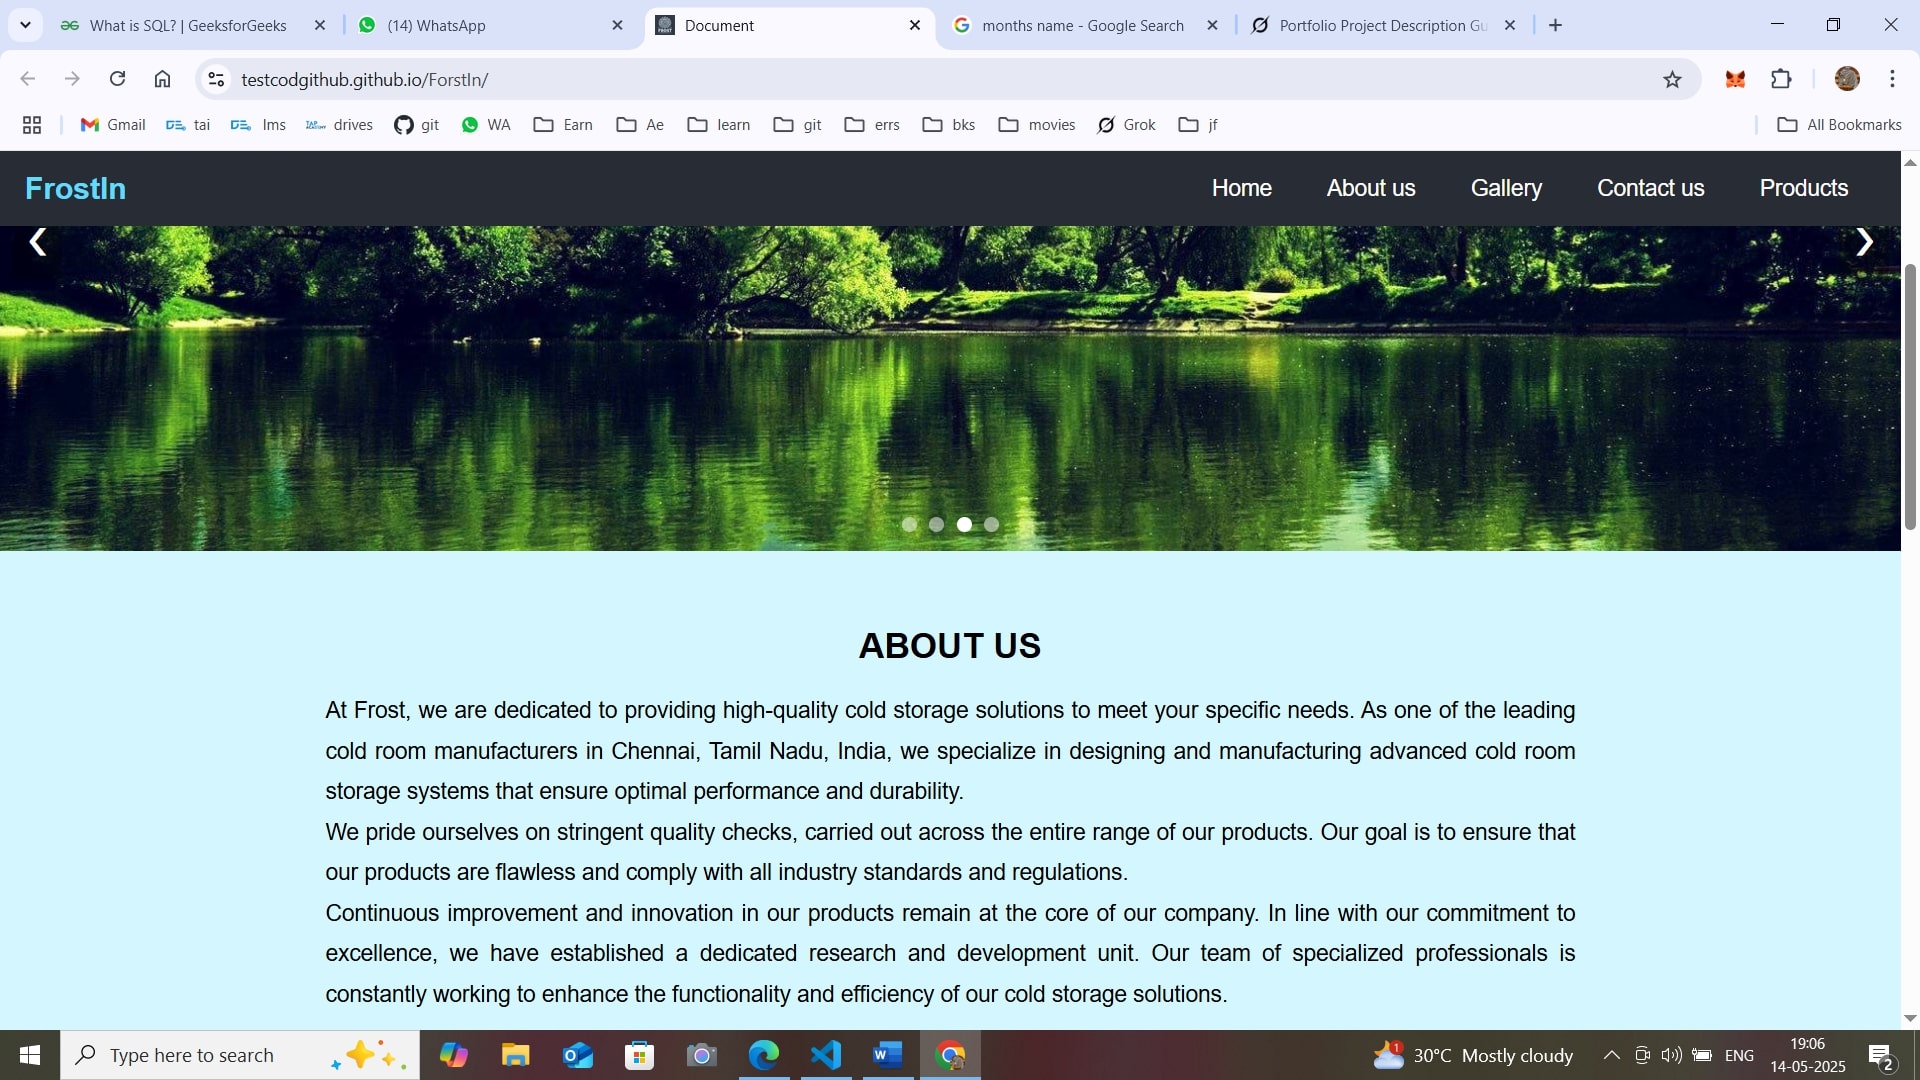 What is SQL? | GeeksforGeeks
(14) WhatsApp
Document
months name - Google Search
Portfolio Project Description Gu
testcodgithub.github.io/ForstIn/
Gmail tai lms drives git WA Earn Ae learn git errs bks movies Grok jf All Bookmarks
FrostIn
Home About us Gallery Contact us Products
ABOUT US
At Frost, we are dedicated to providing high-quality cold storage solutions to meet your specific needs. As one of the leading
cold room manufacturers in Chennai, Tamil Nadu, India, we specialize in designing and manufacturing advanced cold room
storage systems that ensure optimal performance and durability.
We pride ourselves on stringent quality checks, carried out across the entire range of our products. Our goal is to ensure that
our products are flawless and comply with all industry standards and regulations.
Continuous improvement and innovation in our products remain at the core of our company. In line with our commitment to
excellence, we have established a dedicated research and development unit. Our team of specialized professionals is
constantly working to enhance the functionality and efficiency of our cold storage solutions.
Type here to search
1
30°C Mostly cloudy
ENG
19:06
14-05-2025
2